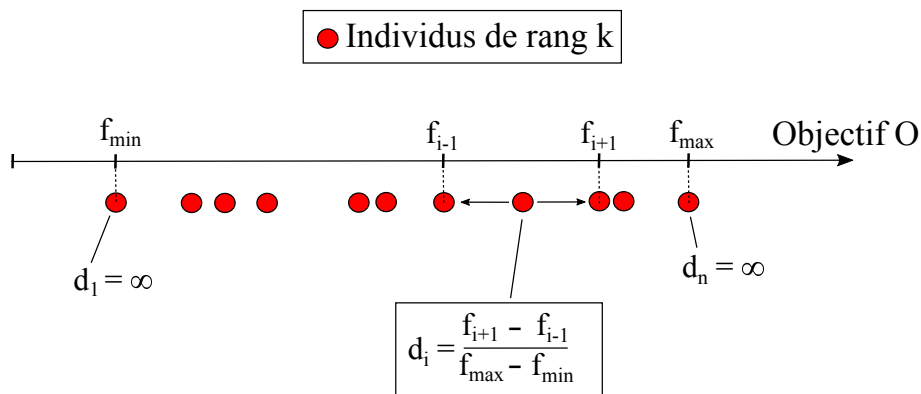 Individus de rang k
f_min f_i-1 f_i+1 f_max Objectif O
d_1 = ∞ d_n = ∞
d_i = (f_i+1 - f_i-1) / (f_max - f_min)